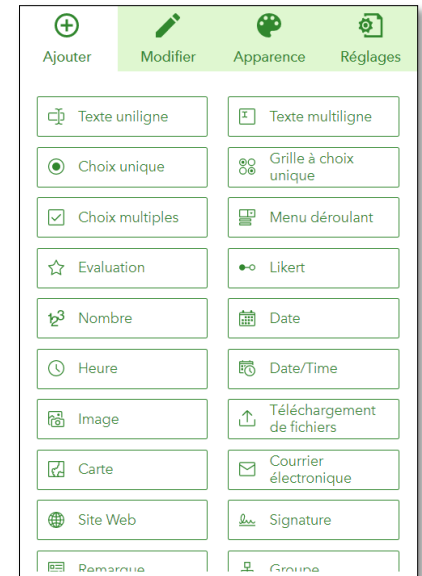 Ajouter Modifier Apparence Réglages
Texte uniligne Texte multiligne
Choix unique Grille à choix
unique
Choix multiples Menu déroulant
Evaluation Likert
Nombre Date
Heure Date/Time
Image Téléchargement
de fichiers
Carte Courrier
électronique
Site Web Signature
Remarque Groupe